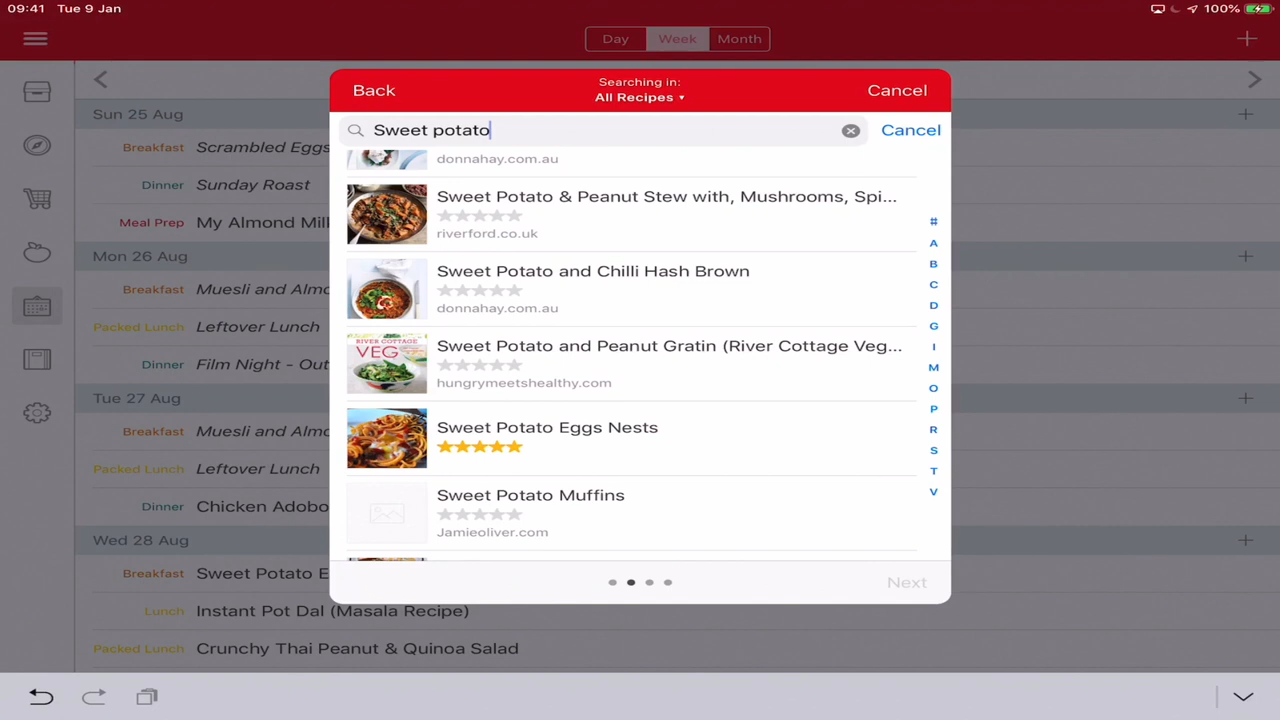 09:41 Tue 9 Jan
100%
Day Week Month
Back
Searching in:
All Recipes
Cancel
Sweet potato
Cancel
donnahay.com.au
Sweet Potato & Peanut Stew with, Mushrooms, Spi...
riverford.co.uk
Sweet Potato and Chilli Hash Brown
donnahay.com.au
Sweet Potato and Peanut Gratin (River Cottage Veg...
RIVER COTTAGE
VEG
hungrymeetshealthy.com
Sweet Potato Eggs Nests
Sweet Potato Muffins
Jamieoliver.com
#
A
B
C
D
G
I
M
O
P
R
S
T
V
Next
Sun 25 Aug
Breakfast Scrambled Eggs
Dinner Sunday Roast
Meal Prep My Almond Mil
Mon 26 Aug
Breakfast Muesli and Almo
Packed Lunch Leftover Lunch
Dinner Film Night - Out
Tue 27 Aug
Breakfast Muesli and Almo
Packed Lunch Leftover Lunch
Dinner Chicken Adobo
Wed 28 Aug
Breakfast Sweet Potato E
Lunch Instant Pot Dal (Masala Recipe)
Packed Lunch Crunchy Thai Peanut & Quinoa Salad